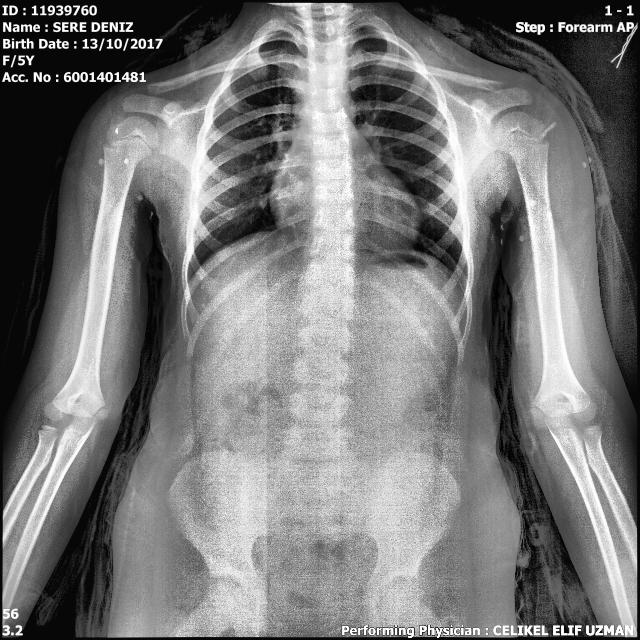 ID : 11939760
Name : SERE DENIZ
Birth Date : 13/10/2017
F/5Y
Acc. No : 6001401481
1 - 1
Step : Forearm AP
56
3.2
Performing Physician : CELIKEL ELIF UZMAN